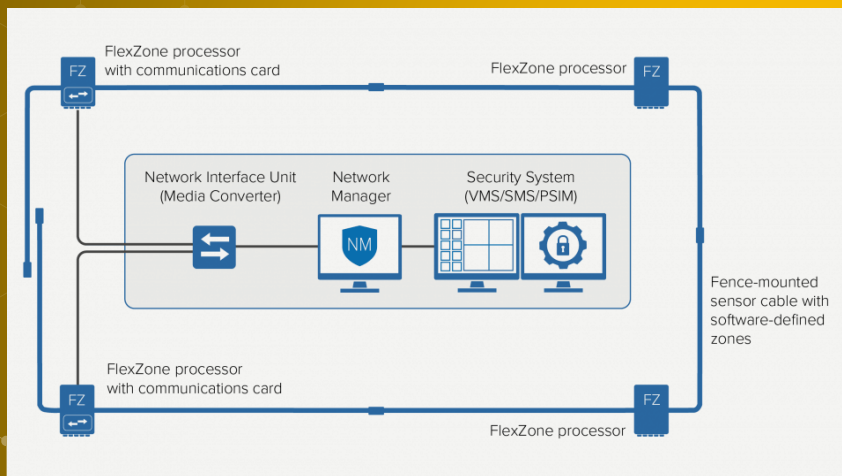 FlexZone processor
with communications card
FZ
FlexZone processor
FZ
Network Interface Unit
(Media Converter)
Network
Manager
Security System
(VMS/SMS/PSIM)
NM
Fence-mounted
sensor cable with
software-defined
zones
FlexZone processor
with communications card
FZ
FlexZone processor
FZ